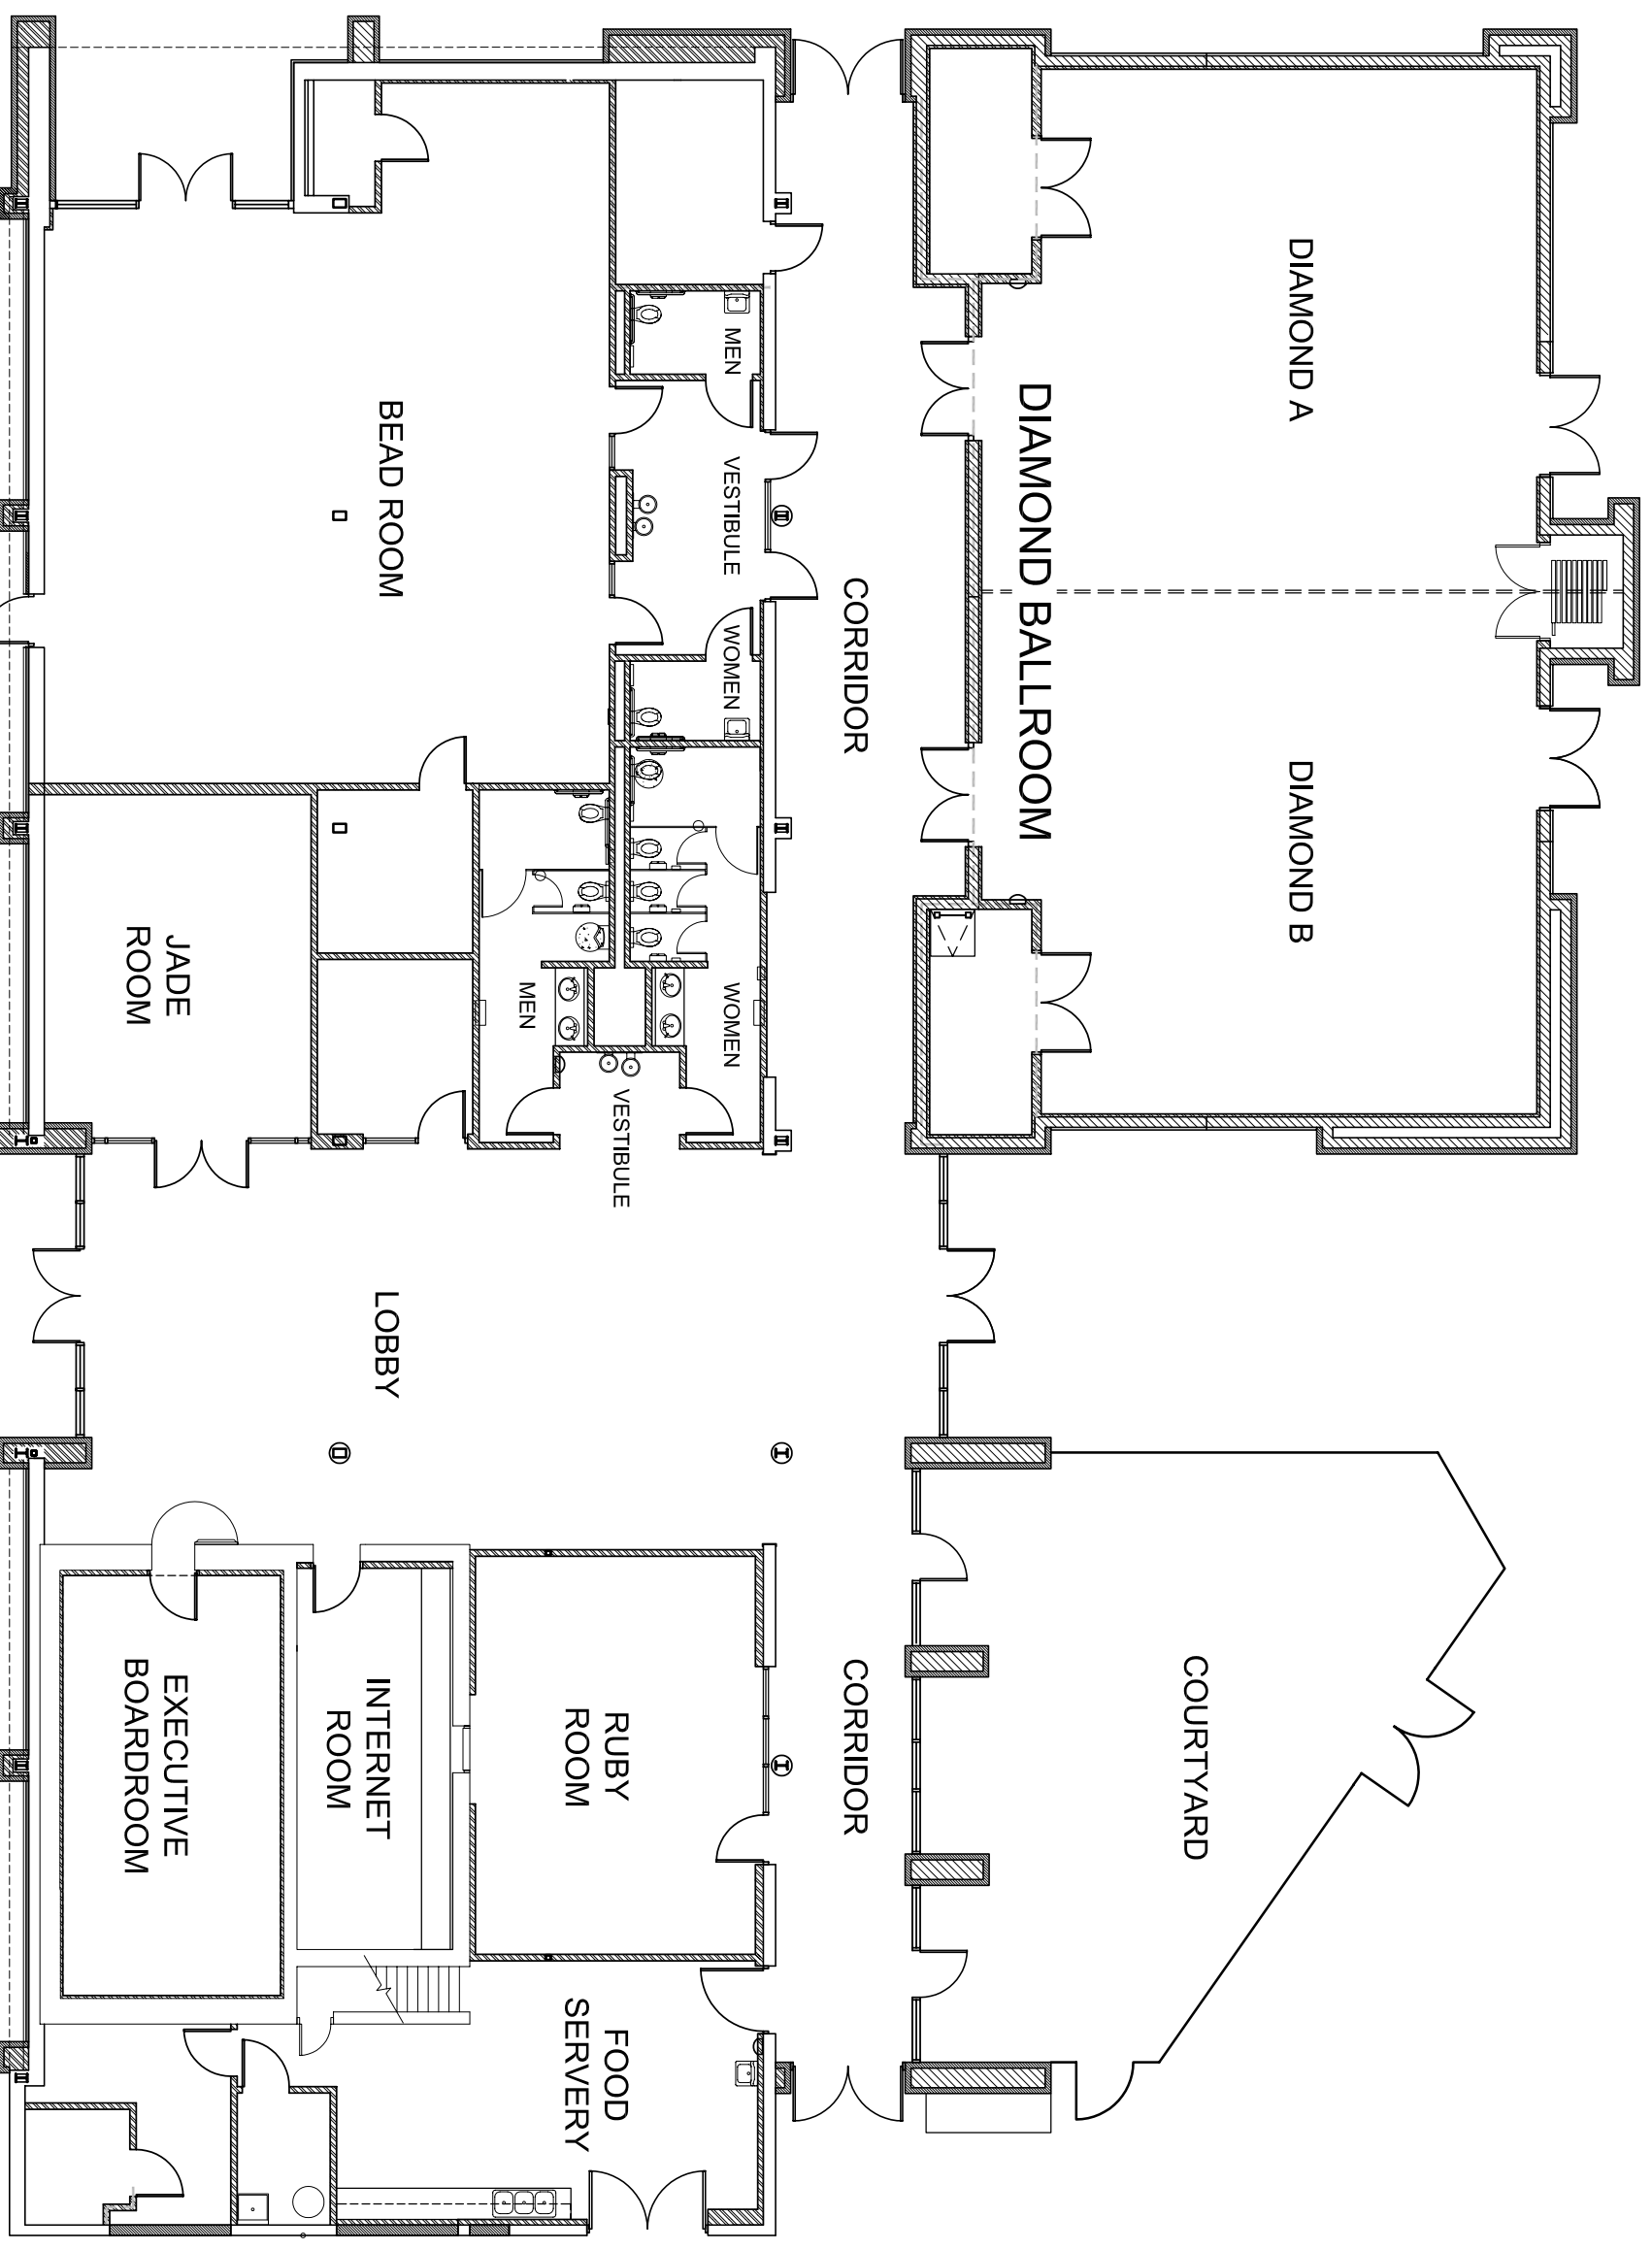 DIAMOND A
DIAMOND BALLROOM
DIAMOND B
MEN
VESTIBULE
WOMEN
BEAD ROOM
CORRIDOR
JADE
ROOM
MEN
WOMEN
VESTIBULE
LOBBY
EXECUTIVE
BOARDROOM
INTERNET
ROOM
RUBY
ROOM
CORRIDOR
COURTYARD
FOOD
SERVERY